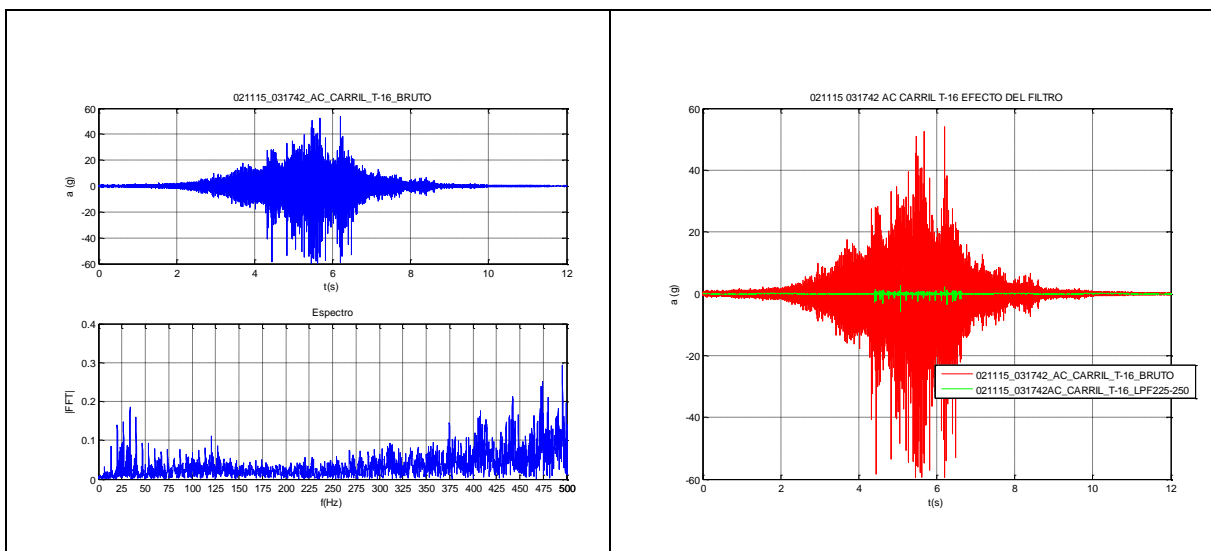 021115_031742_AC_CARRIL_T-16_BRUTO
60
40
20
0
-20
-40
-60
a (g)
0 2 4 6 8 10 12
t(s)
Espectro
0.4
0.3
0.2
0.1
0
|FFT|
0 25 50 75 100 125 150 175 200 225 250 275 300 325 350 375 400 425 450 475 500
f(Hz)
021115 031742 AC CARRIL T-16 EFECTO DEL FILTRO
60
40
20
0
-20
-40
-60
a (g)
021115_031742_AC_CARRIL_T-16_BRUTO
021115_031742AC_CARRIL_T-16_LPF225-250
0 2 4 6 8 10 12
t(s)